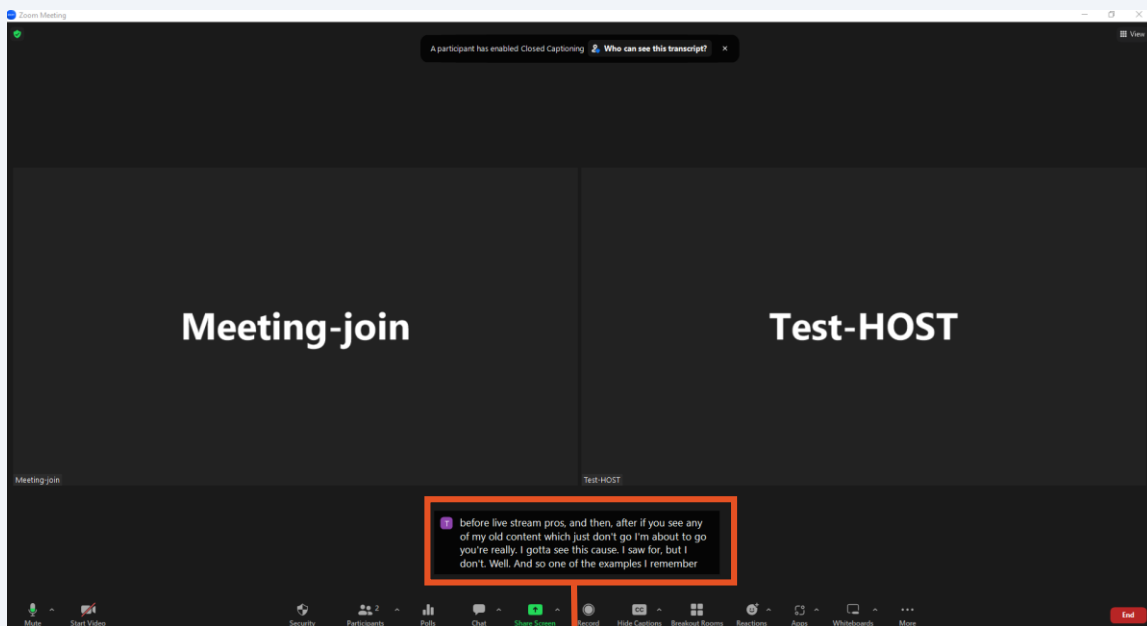 Zoom Meeting
View
A participant has enabled Closed Captioning Who can see this transcript?
Meeting-join
Test-HOST
Meeting-join
Test-HOST
T before live stream pros, and then, after if you see any
of my old content which just don't go I'm about to go
you're really. I gotta see this cause. I saw for, but I
don't. Well. And so one of the examples I remember
2
Mute Start Video Security Participants Polls Chat Share Screen Record Hide Captions Breakout Rooms Reactions Apps Whiteboards More End
CC